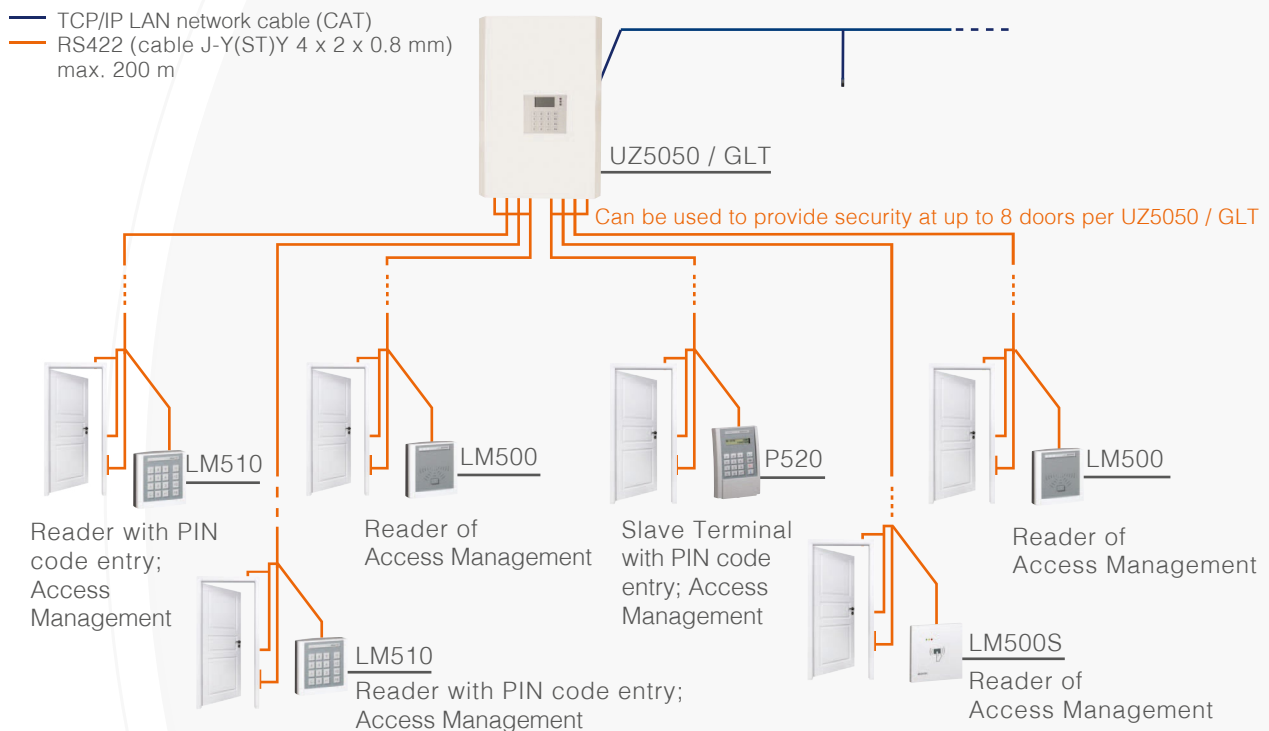 TCP/IP LAN network cable (CAT)
RS422 (cable J-Y(ST)Y 4 x 2 x 0.8 mm)
max. 200 m
UZ5050 / GLT
Can be used to provide security at up to 8 doors per UZ5050 / GLT
LM510
Reader with PIN
code entry;
Access
Management
LM500
Reader of
Access Management
P520
Slave Terminal
with PIN code
entry; Access
Management
LM500
Reader of
Access Management
LM510
Reader with PIN code entry;
Access Management
LM500S
Reader of
Access Management